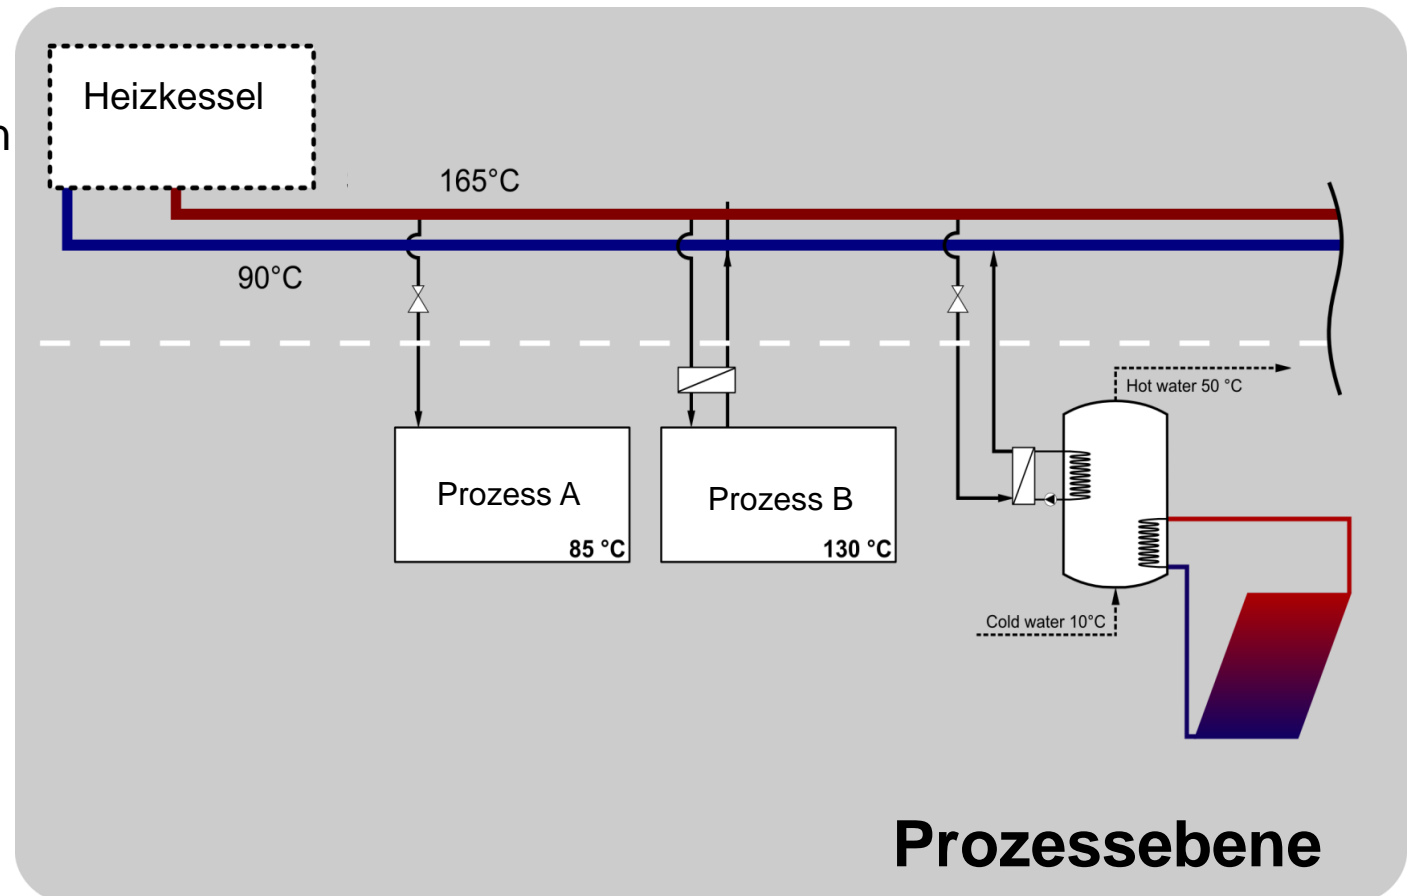 Heizkessel
n
165°C
90°C
Hot water 50 °C
Prozess A
85 °C
Prozess B
130 °C
Cold water 10°C
Prozessebene